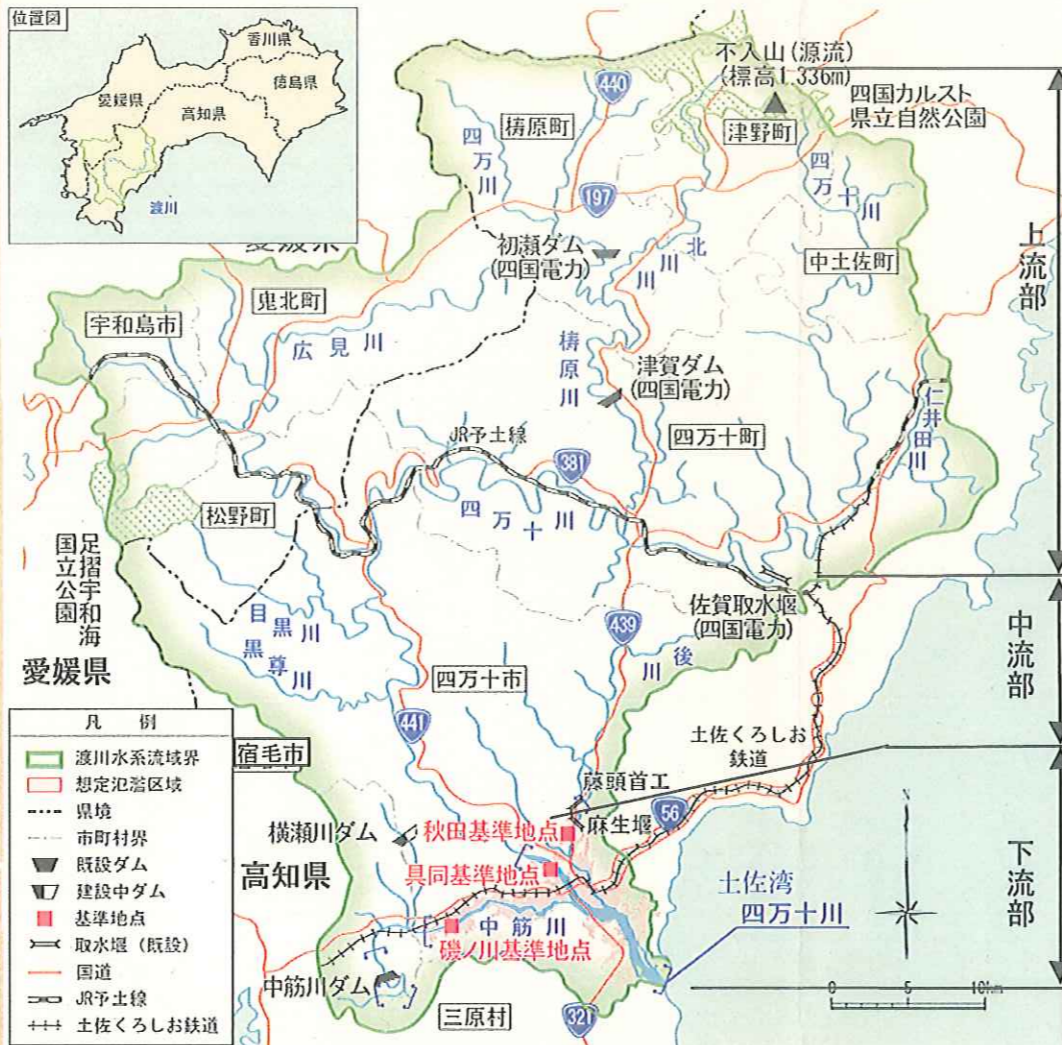 位置図
香川県
徳島県
愛媛県
高知県
渡川
不入山(源流)
(標高1,336m)
四国カルスト
県立自然公園
440
梼原町
津野町
四万川
四万十川
197
北川川
初瀬ダム
(四国電力)
中土佐町
上流部
鬼北町
宇和島市
広見川
梼原川
津賀ダム
(四国電力)
仁井田川
JR予土線
四万十町
381
四万十川
松野町
足摺宇和海
国立公園
佐賀取水堰
(四国電力)
439
後川
中流部
目黒川
黒尊川
愛媛県
四万十市
441
土佐くろしお
鉄道
宿毛市
藤頭首工
麻生堰
56
横瀬川ダム
秋田基準地点
具同基準地点
高知県
土佐湾
四万十川
下流部
中筋川
磯ノ川基準地点
中筋川ダム
三原村
321
0 5 10km
N
凡例
渡川水系流域界
想定氾濫区域
県境
市町村界
既設ダム
建設中ダム
基準地点
取水堰(既設)
国道
JR予土線
土佐くろしお鉄道